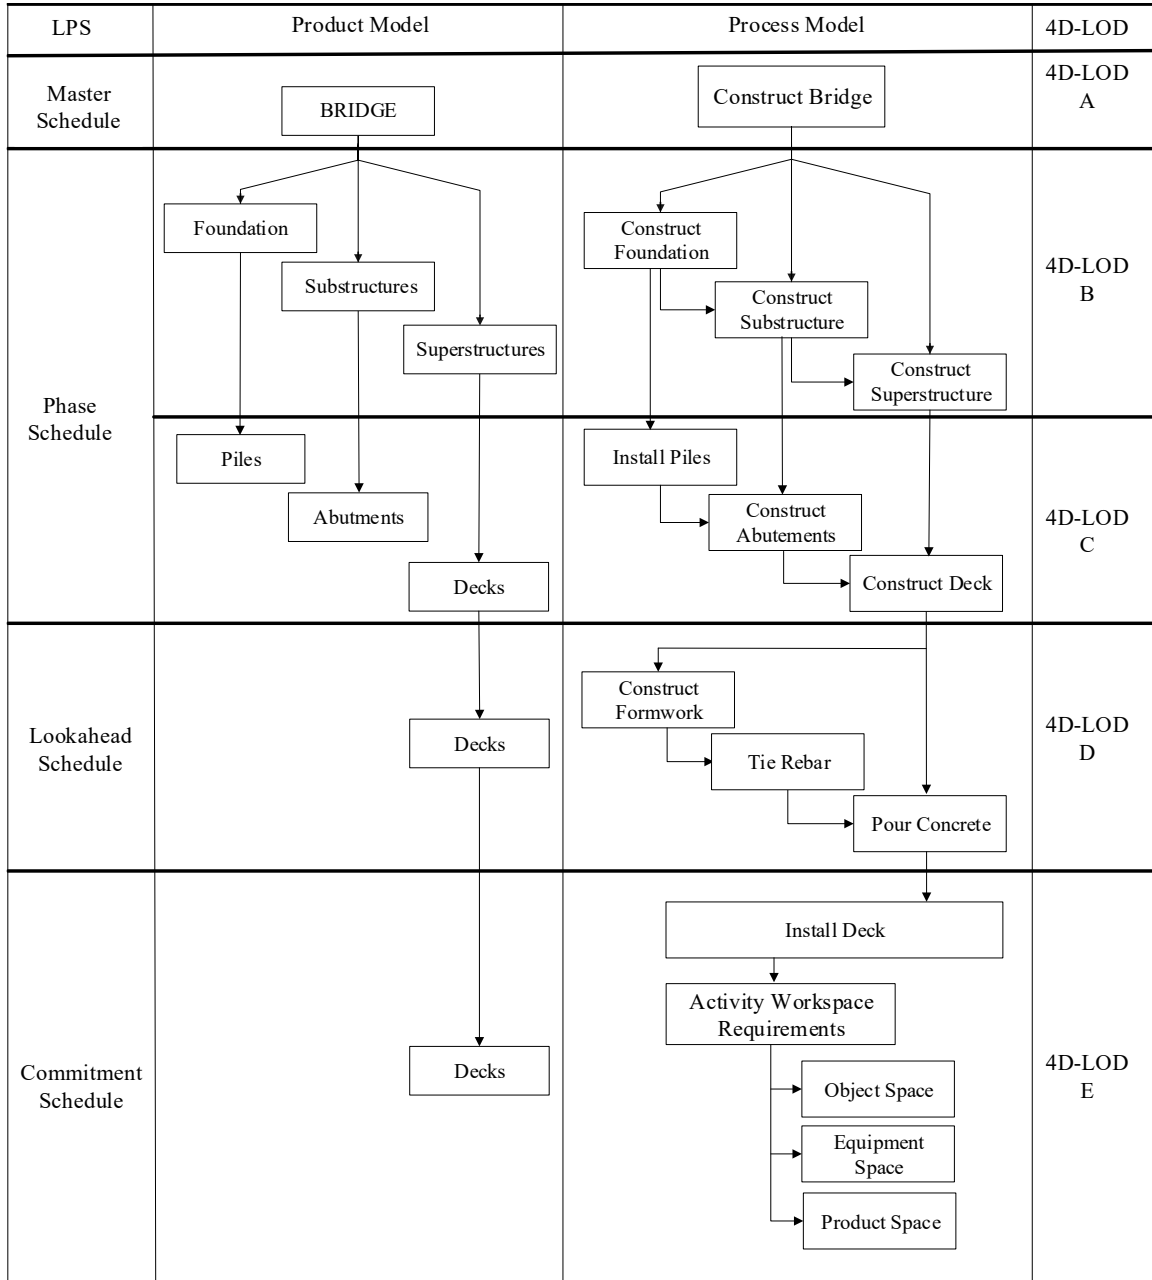 LPS
Product Model
Process Model
4D-LOD
Master
Schedule
BRIDGE
Construct Bridge
4D-LOD
A
Phase
Schedule
Foundation
Substructures
Superstructures
Construct
Foundation
Construct
Substructure
Construct
Superstructure
4D-LOD
B
Piles
Abutments
Decks
Install Piles
Construct
Abutements
Construct Deck
4D-LOD
C
Lookahead
Schedule
Decks
Construct
Formwork
Tie Rebar
Pour Concrete
4D-LOD
D
Commitment
Schedule
Decks
Install Deck
Activity Workspace
Requirements
Object Space
Equipment
Space
Product Space
4D-LOD
E